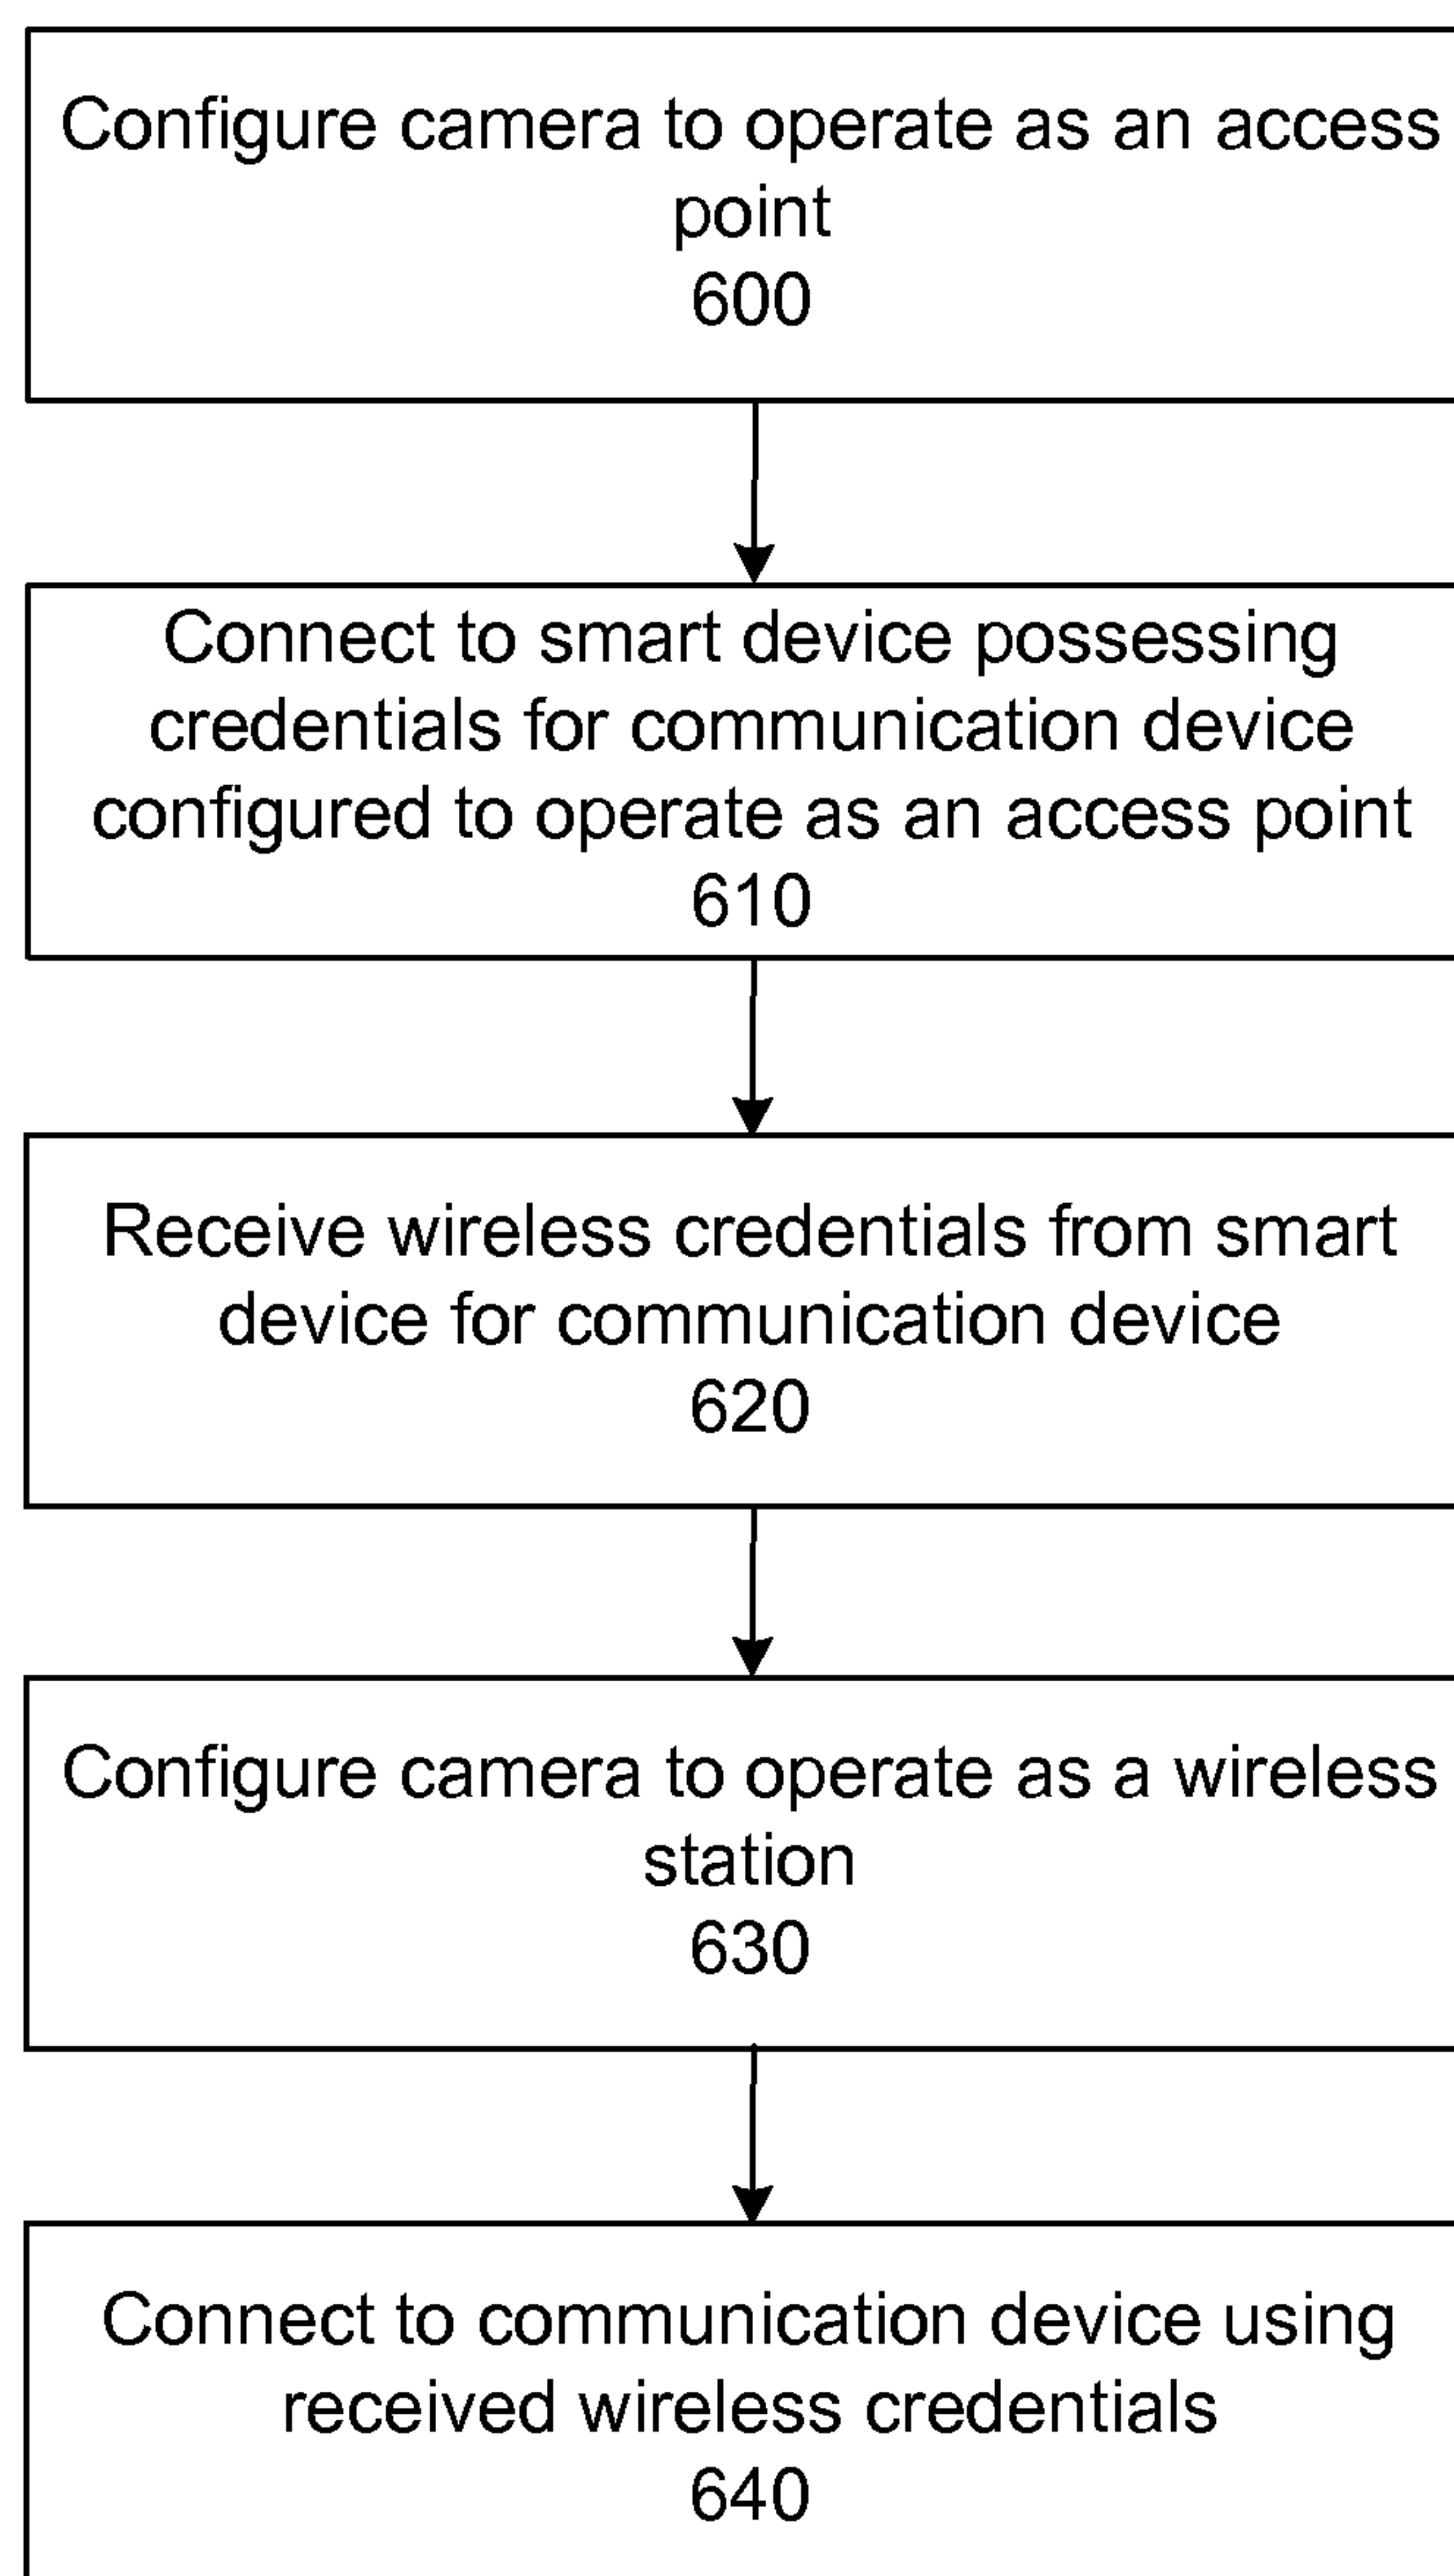 Configure camera to operate as an access
point
600
Connect to smart device possessing
credentials for communication device
configured to operate as an access point
610
Receive wireless credentials from smart
device for communication device
620
Configure camera to operate as a wireless
station
630
Connect to communication device using
received wireless credentials
640